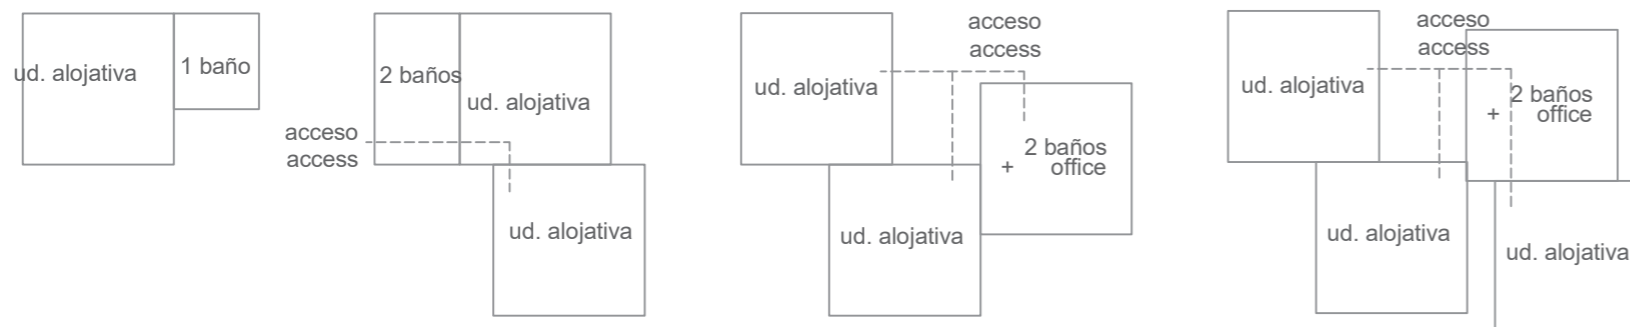 ud. alojativa
1 baño
2 baños
ud. alojativa
acceso
access
ud. alojativa
acceso
access
ud. alojativa
2 baños
+ office
ud. alojativa
acceso
access
ud. alojativa
2 baños
+ office
ud. alojativa
ud. alojativa